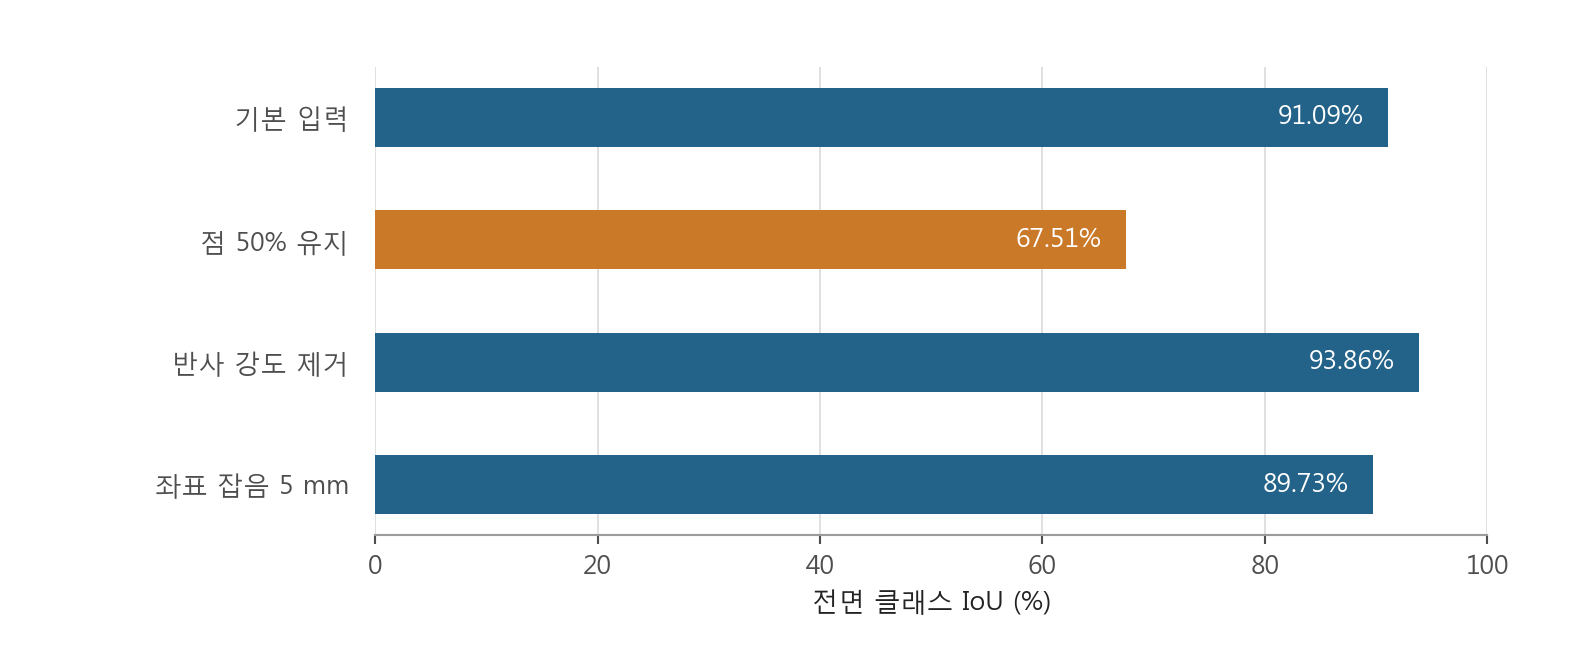 기본 입력
91.09%
점 50% 유지
67.51%
반사 강도 제거
93.86%
좌표 잡음 5 mm
89.73%
0 20 40 60 80 100
전면 클래스 IoU (%)